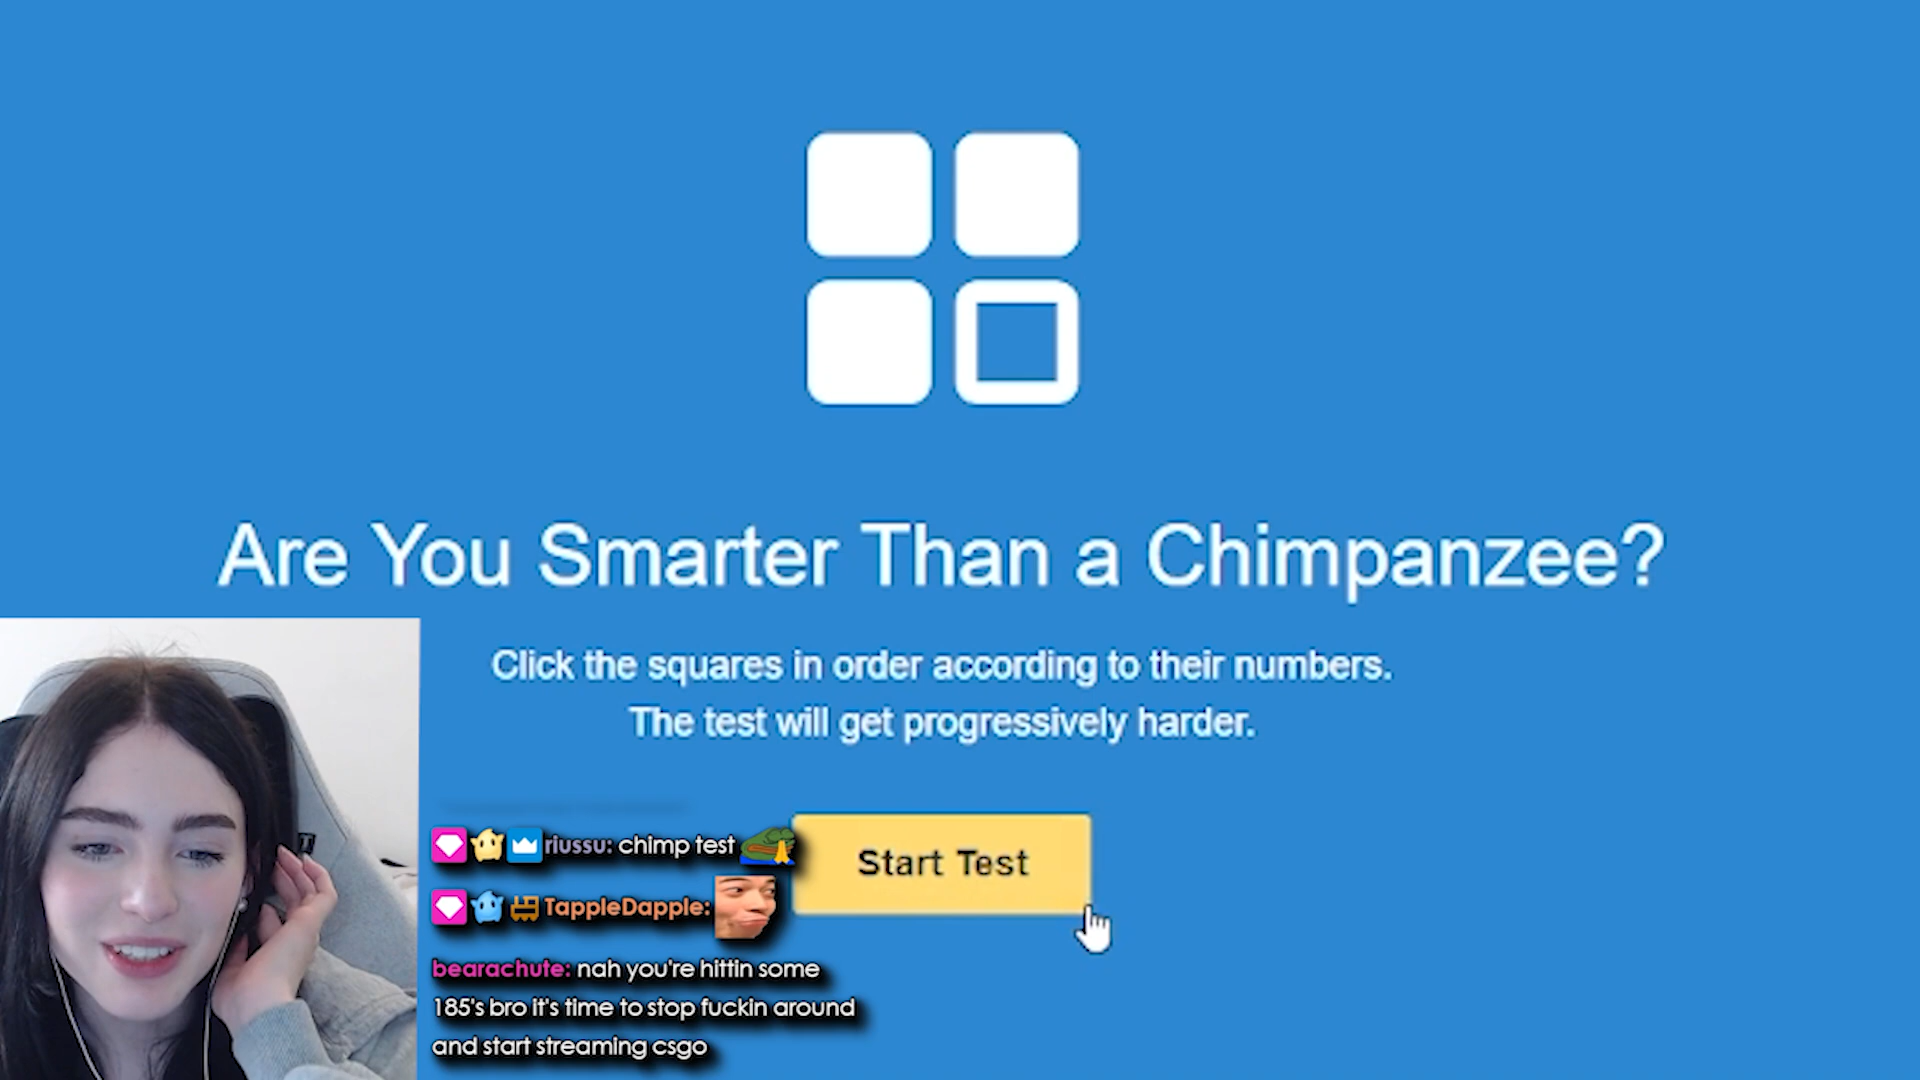 Are You Smarter Than a Chimpanzee?
Click the squares in order according to their numbers.
The test will get progressively harder.
Start Test
riussu: chimp test
TappleDapple:
bearachute: nah you're hittin some
185's bro it's time to stop fuckin around
and start streaming csgo